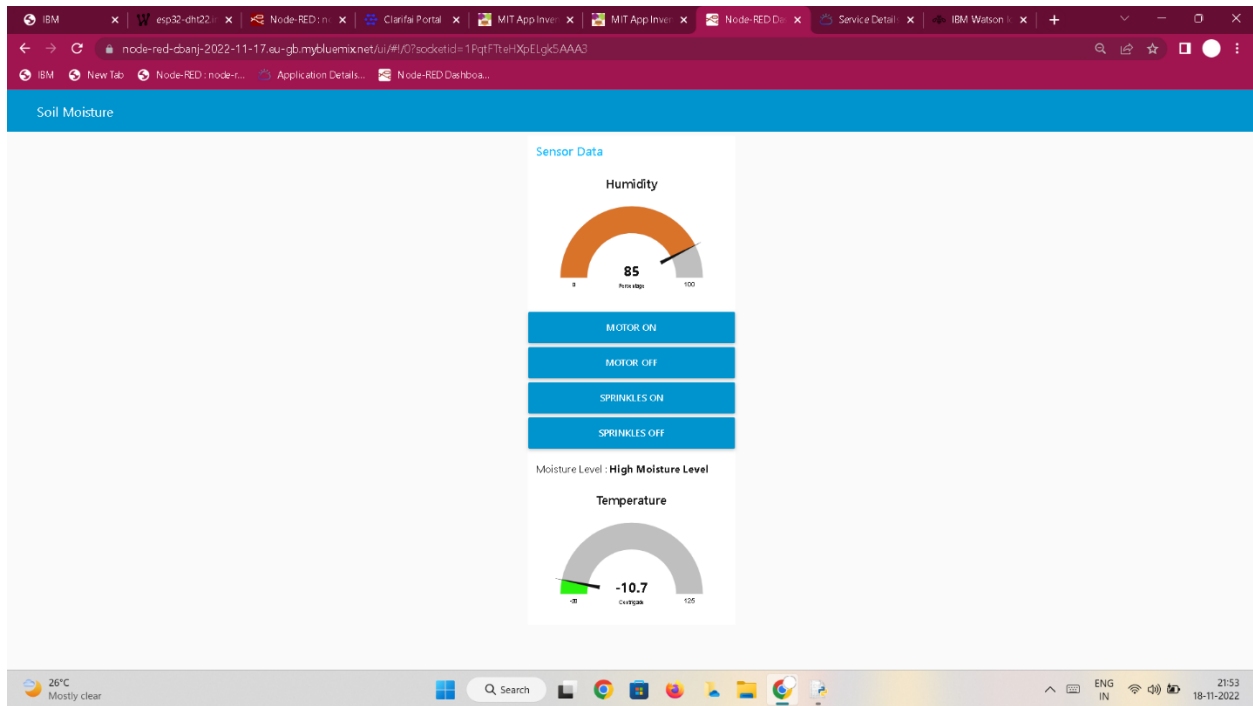 IBM
esp32-dht22.i
Node-RED : n
Clarifai Portal
MIT App Inver
MIT App Inver
Node-RED Da
Service Detail
IBM Watson
node-red-cbanj-2022-11-17.eu-gb.mybluemix.net/ui/#!/0?socketid=1PqtFTteHXpELgk5AAA3
IBM
New Tab
Node-RED : node-r...
Application Details...
Node-RED Dashboa...
Soil Moisture
Sensor Data
Humidity
85
0
100
MOTOR ON
MOTOR OFF
SPRINKLES ON
SPRINKLES OFF
Moisture Level : High Moisture Level
Temperature
-10.7
125
26°C
Mostly clear
Search
ENG
IN
21:53
18-11-2022